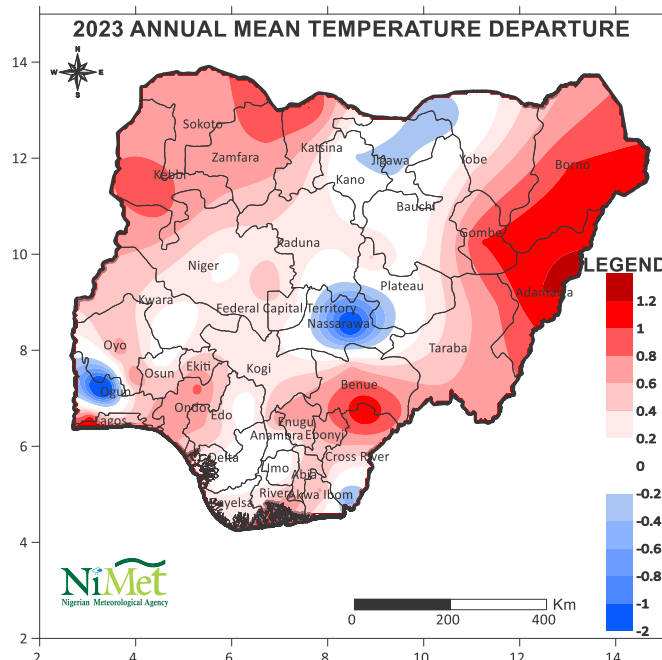 2023 ANNUAL MEAN TEMPERATURE DEPARTURE
N
W E
S
14
12
10
8
6
4
2
2 4 6 8 10 12 14
Sokoto
Zamfara
Katsina
Kebbi
Kano
Jigawa
Yobe
Borno
Bauchi
Gombe
Kaduna
Niger
Plateau
Adamawa
Kwara
Federal Capital Territory
Nassarawa
Taraba
Oyo
Osun
Ekiti
Kogi
Benue
Ogun
Ondo
Edo
Enugu
Anambra
Ebonyi
Lagos
Delta
Imo
Abia
Cross River
Bayelsa
Rivers
Akwa Ibom
LEGEND
1.2
1
0.8
0.6
0.4
0.2
0
-0.2
-0.4
-0.6
-0.8
-1
-2
NiMet
Nigerian Meteorological Agency
0 200 400 Km